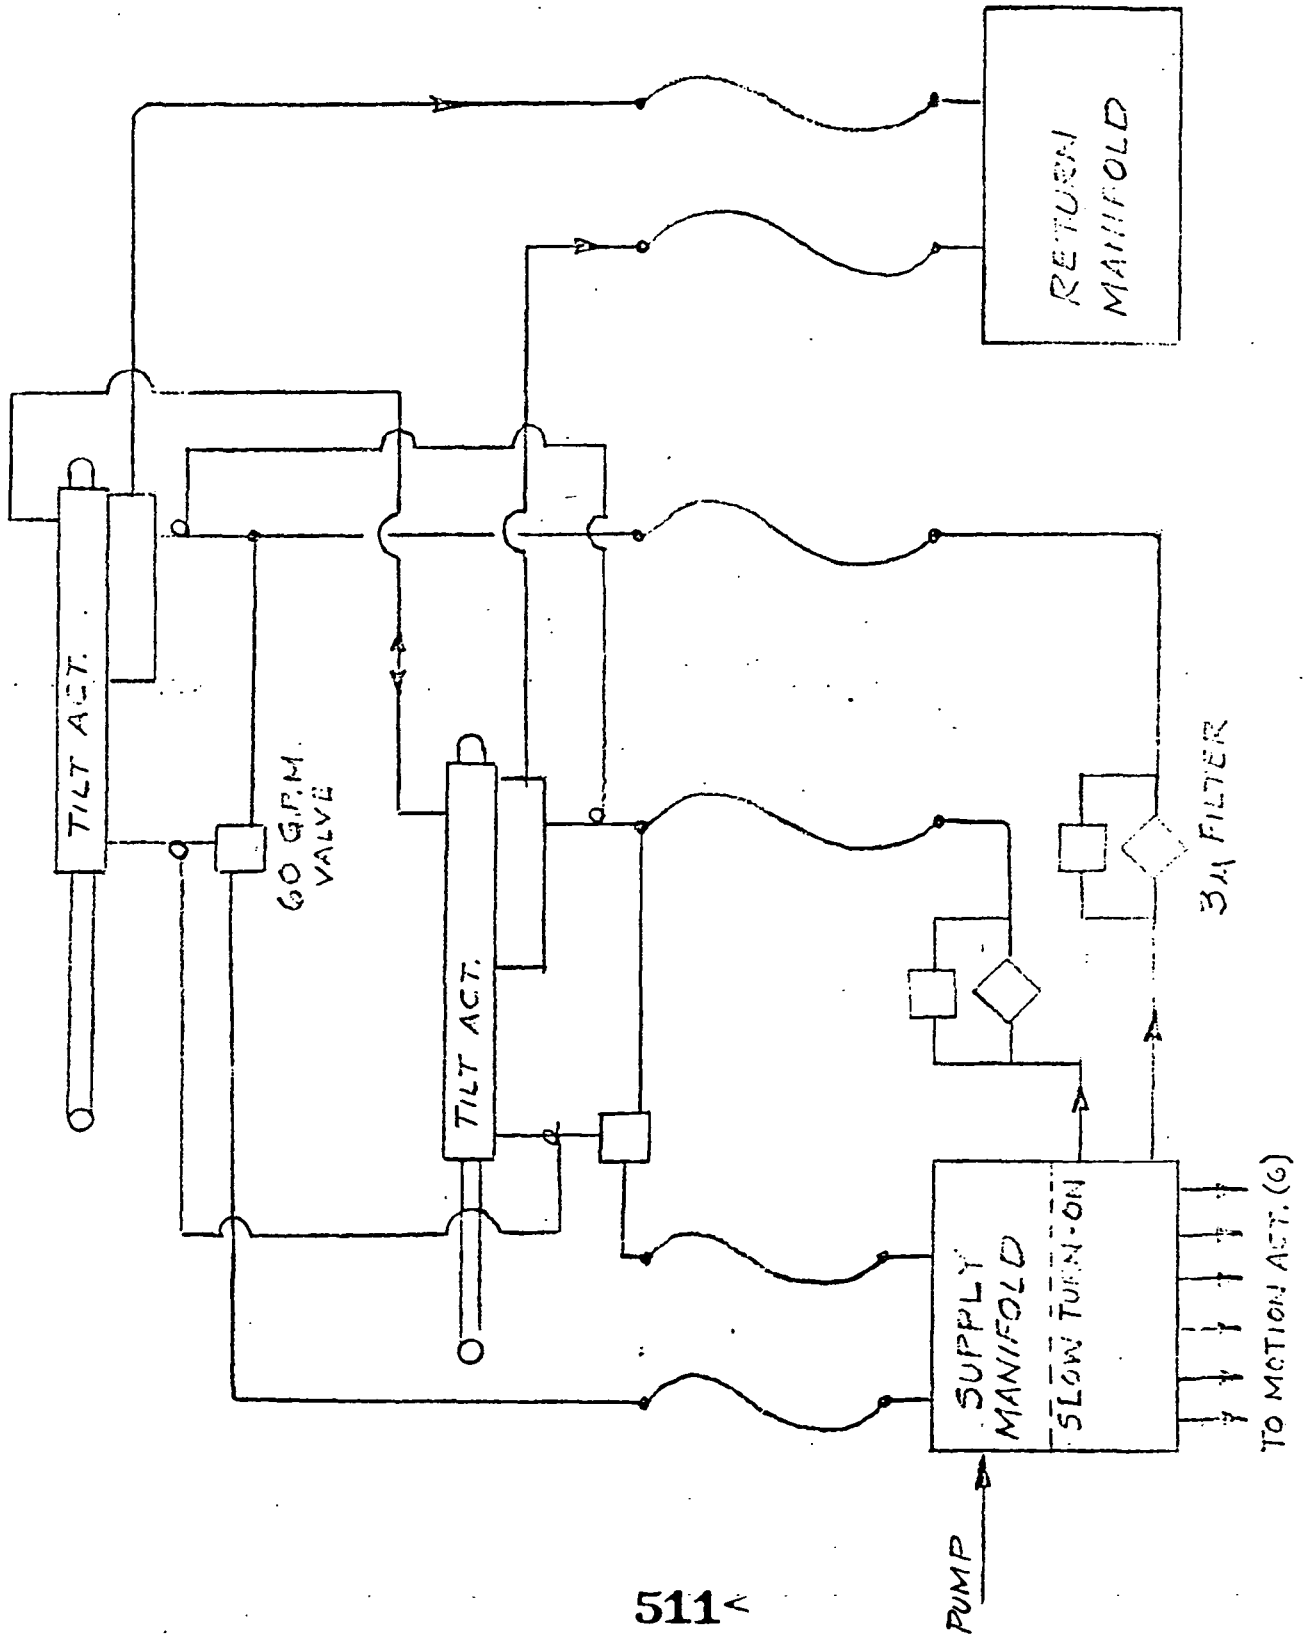 TILT ACT.
60 G.P.M.
VALVE
TILT ACT.
RETURN
MANIFOLD
3μ FILTER
SUPPLY
MANIFOLD
SLOW TURN-ON
PUMP
TO MOTION ACT. (6)
511<